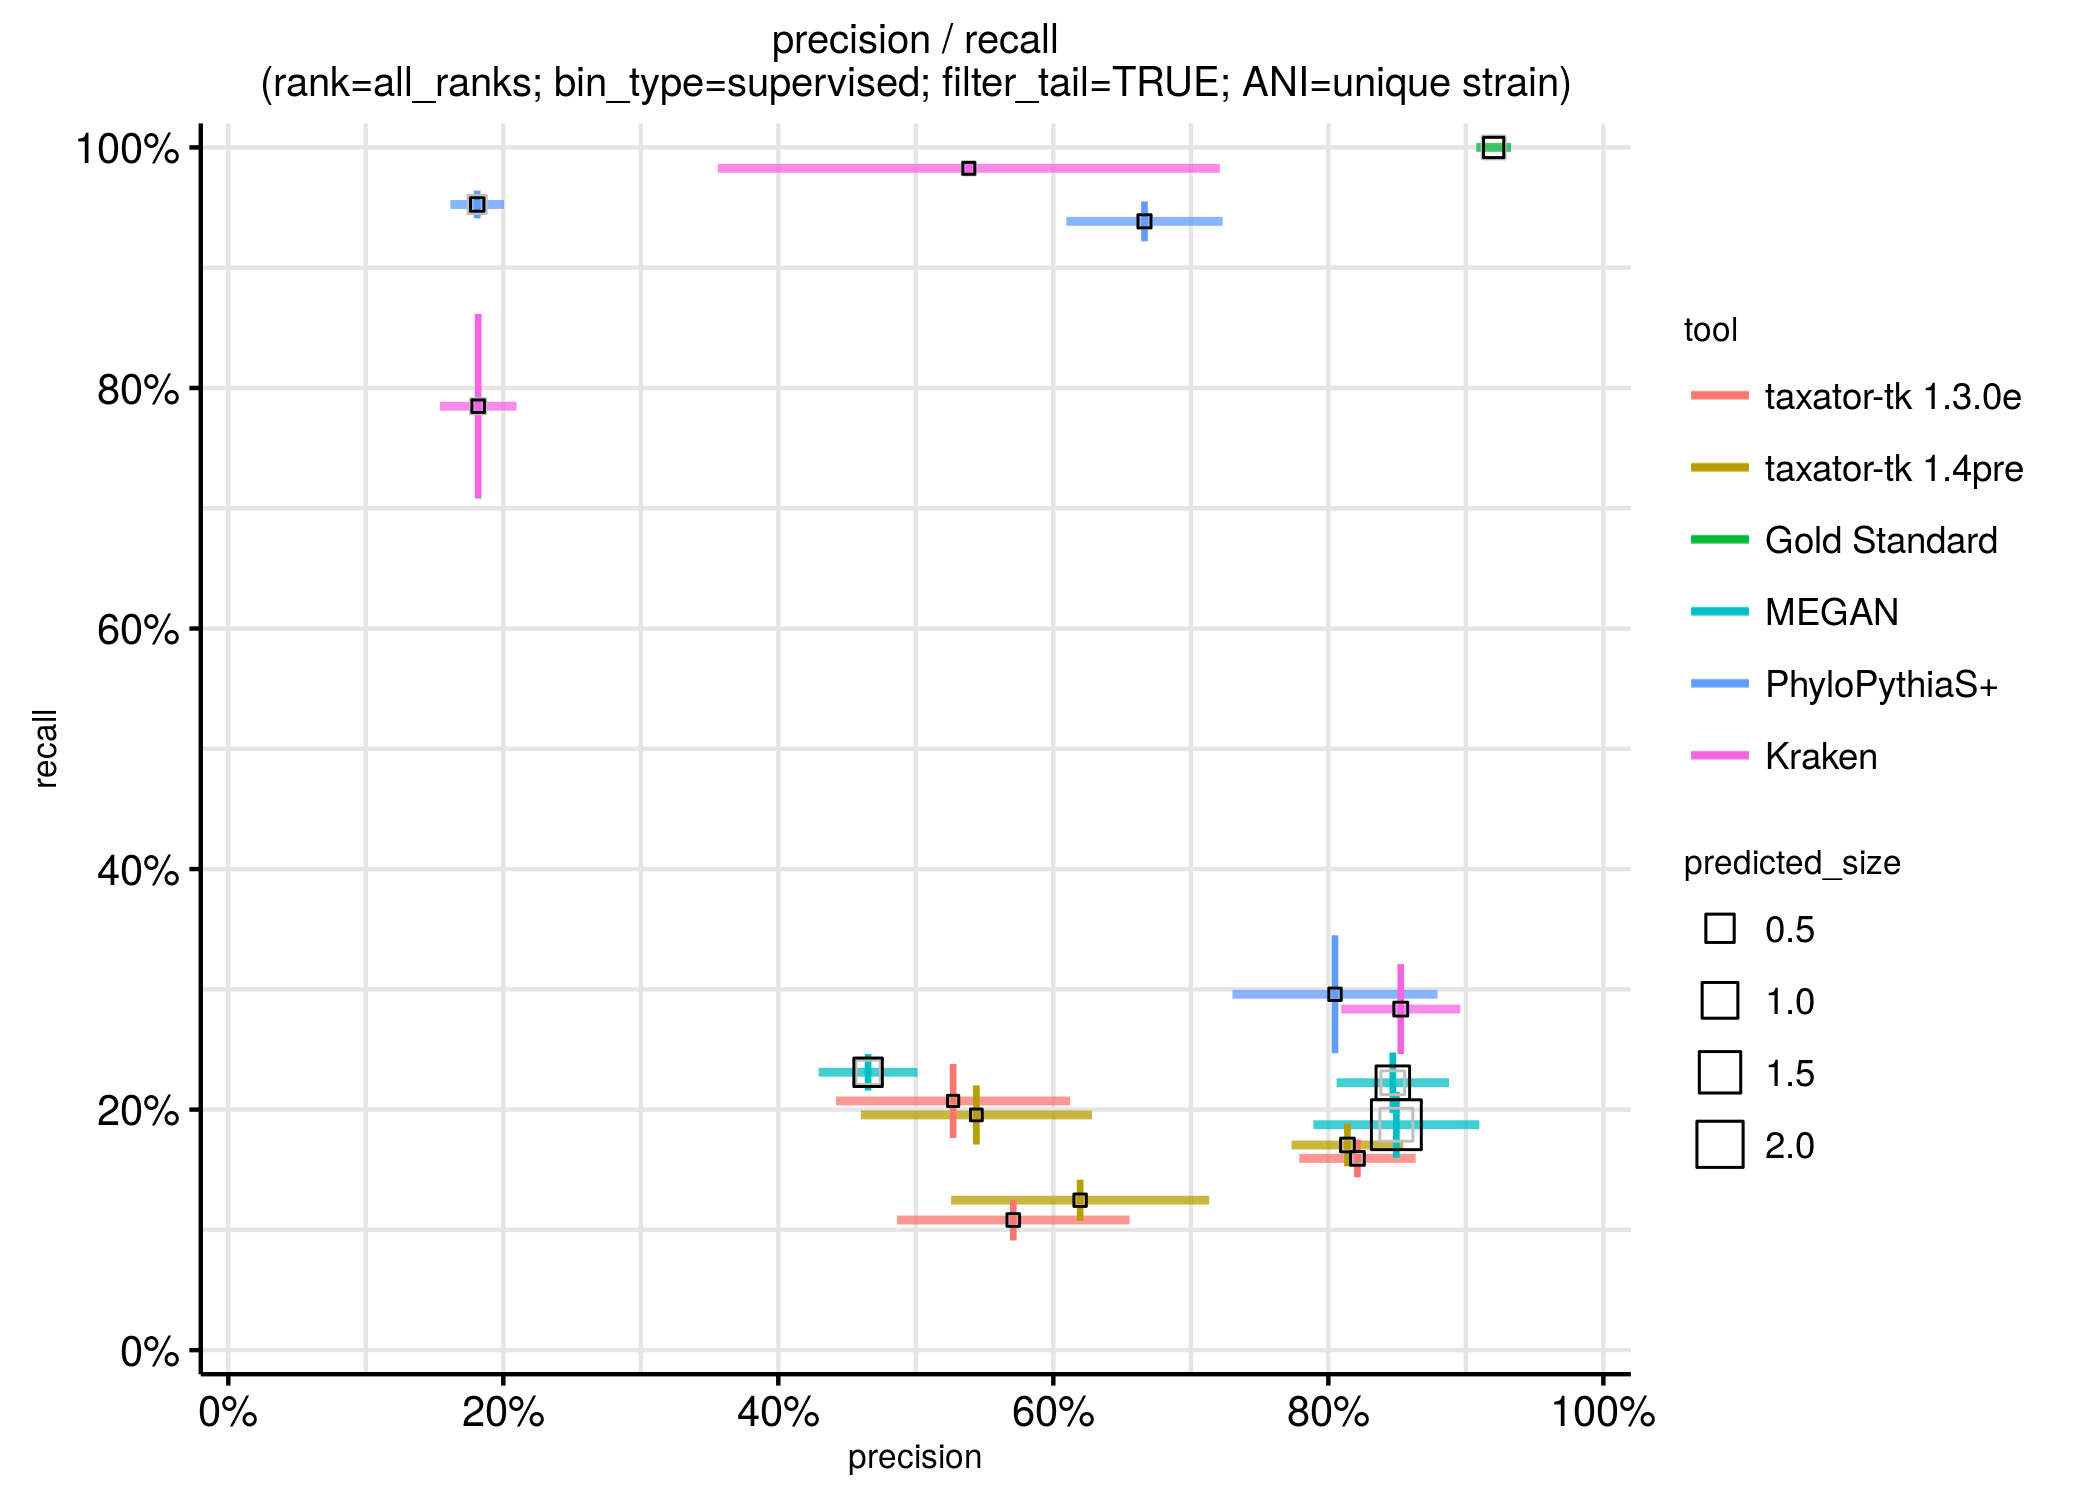 precision / recall
(rank=all_ranks; bin_type=supervised; filter_tail=TRUE; ANI=unique strain)
100%
80%
60%
40%
20%
0%
recall
0%
20%
40%
60%
80%
100%
precision
tool
taxator-tk 1.3.0e
taxator-tk 1.4pre
Gold Standard
MEGAN
PhyloPythiaS+
Kraken
predicted_size
0.5
1.0
1.5
2.0